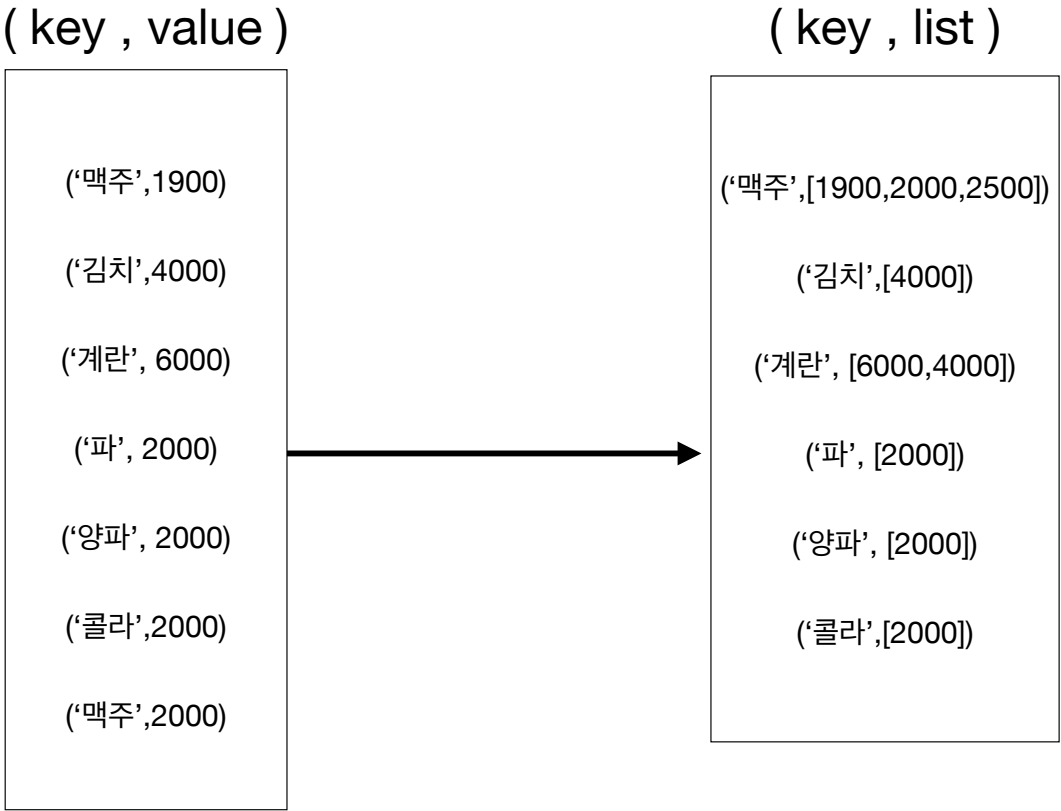 ( key , value )
(‘맥주’,1900)
(‘김치’,4000)
(‘계란’, 6000)
(‘파’, 2000)
(‘양파’, 2000)
(‘콜라’,2000)
(‘맥주’,2000)
( key , list )
(‘맥주’,[1900,2000,2500])
(‘김치’,[4000])
(‘계란’, [6000,4000])
(‘파’, [2000])
(‘양파’, [2000])
(‘콜라’,[2000])